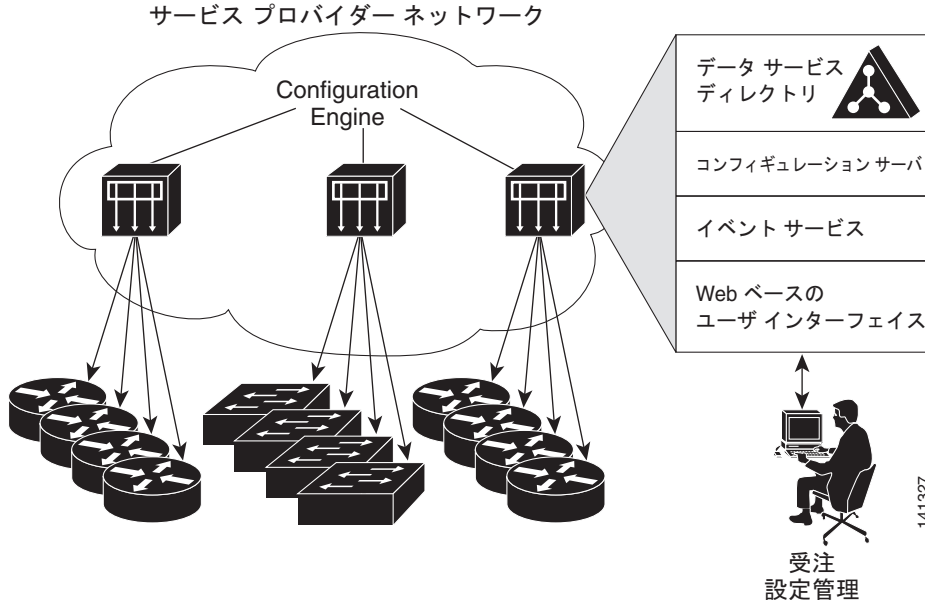 サービス プロバイダー ネットワーク
Configuration
Engine
データ サービス
ディレクトリ
コンフィギュレーション サーバ
イベント サービス
Web ベースの
ユーザ インターフェイス
141327
受注
設定管理